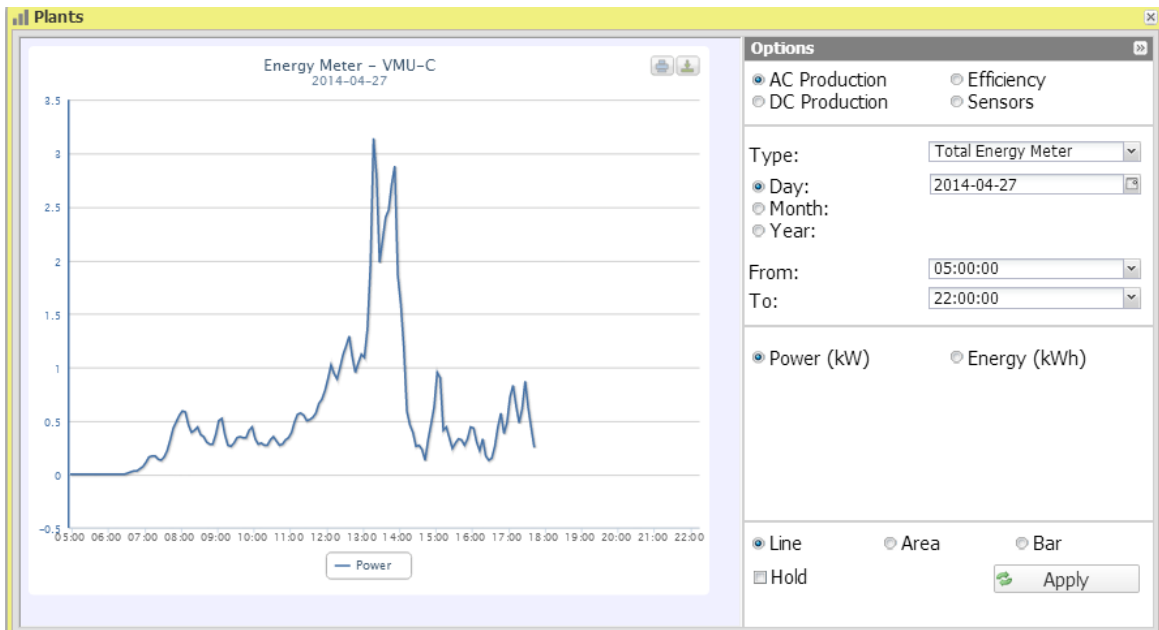 Plants
Energy Meter - VMU-C
2014-04-27
3.5
3
2.5
2
1.5
1
0.5
0
-0.5
05:00 06:00 07:00 08:00 09:00 10:00 11:00 12:00 13:00 14:00 15:00 16:00 17:00 18:00 19:00 20:00 21:00 22:00
Power
Options
AC Production Efficiency
DC Production Sensors
Type: Total Energy Meter
Day: 2014-04-27
Month:
Year:
From: 05:00:00
To: 22:00:00
Power (kW) Energy (kWh)
Line Area Bar
Hold Apply